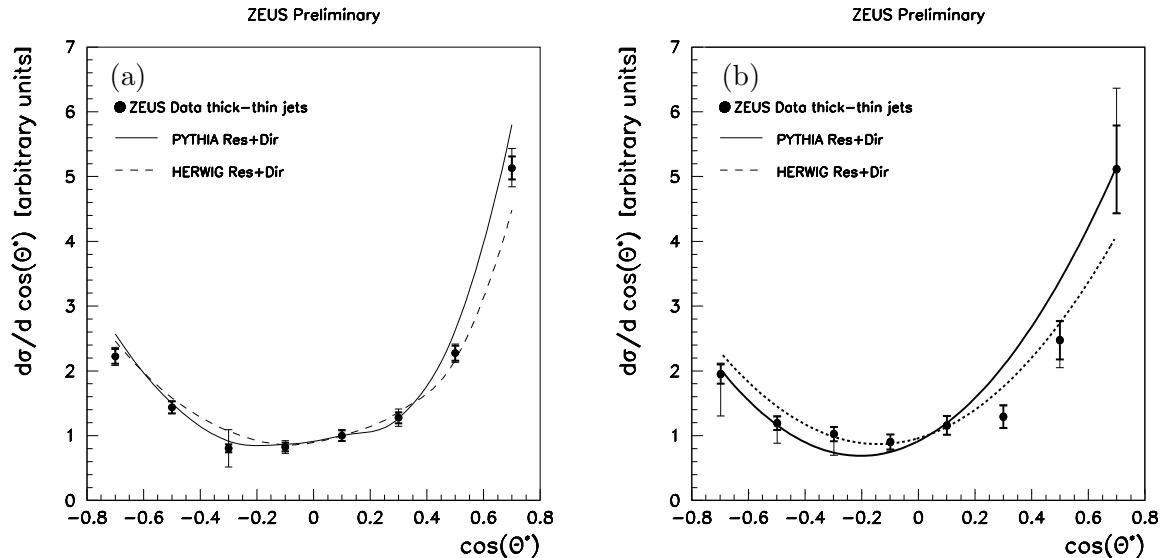 ZEUS Preliminary
dσ/d cos(Θ*) [arbitrary units]
7
6
5
4
3
2
1
0
(a)
ZEUS Data thick-thin jets
PYTHIA Res+Dir
HERWIG Res+Dir
-0.8 -0.6 -0.4 -0.2 0 0.2 0.4 0.6 0.8
cos(Θ*)
ZEUS Preliminary
dσ/d cos(Θ*) [arbitrary units]
7
6
5
4
3
2
1
0
(b)
ZEUS Data thick-thin jets
PYTHIA Res+Dir
HERWIG Res+Dir
-0.8 -0.6 -0.4 -0.2 0 0.2 0.4 0.6 0.8
cos(Θ*)